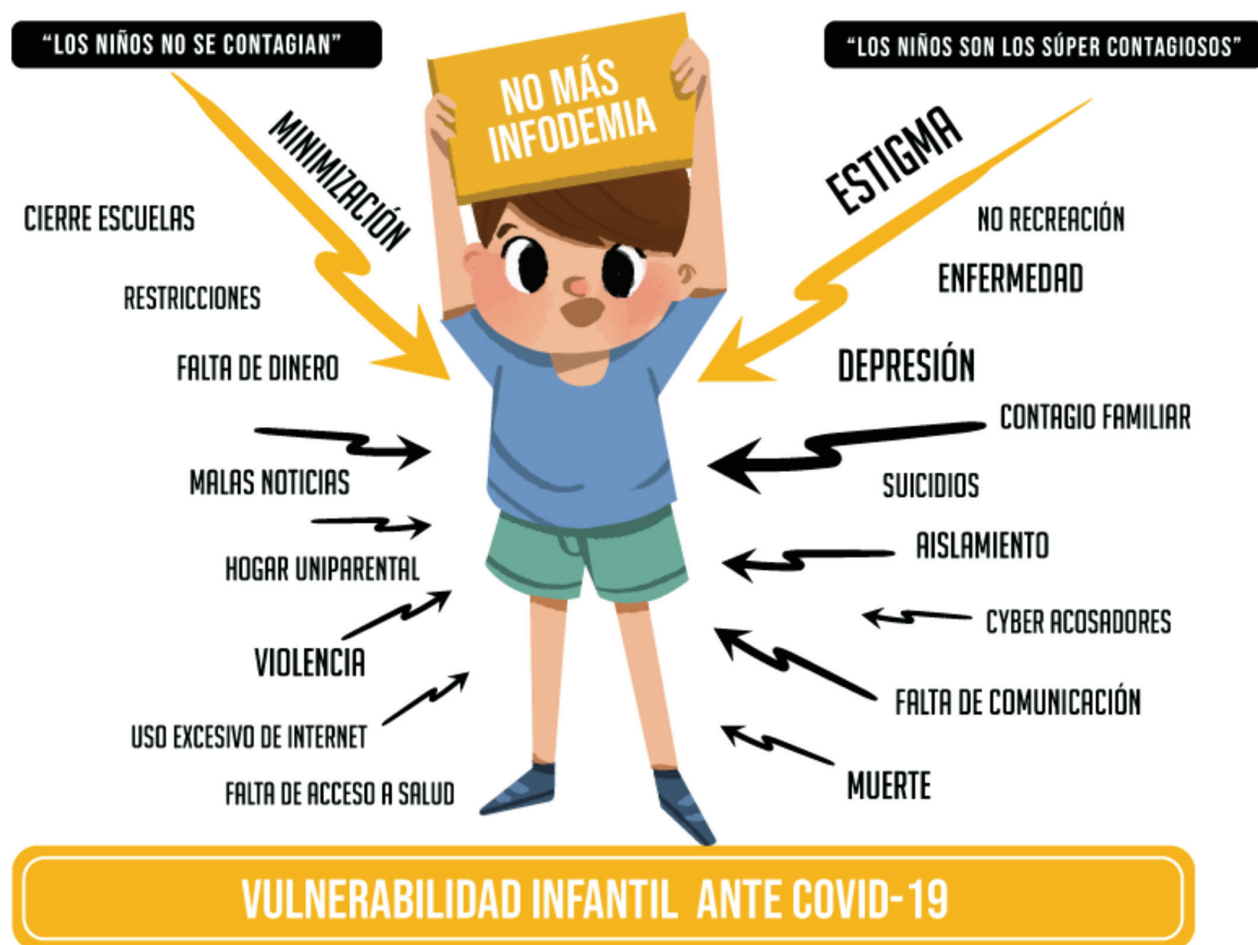 “LOS NIÑOS NO SE CONTAGIAN”
“LOS NIÑOS SON LOS SÚPER CONTAGIOSOS”
NO MÁS
INFODEMIA
MINIMIZACIÓN
ESTIGMA
CIERRE ESCUELAS
RESTRICCIONES
FALTA DE DINERO
MALAS NOTICIAS
HOGAR UNIPARENTAL
VIOLENCIA
USO EXCESIVO DE INTERNET
FALTA DE ACCESO A SALUD
NO RECREACIÓN
ENFERMEDAD
DEPRESIÓN
CONTAGIO FAMILIAR
SUICIDIOS
AISLAMIENTO
CYBER ACOSADORES
FALTA DE COMUNICACIÓN
MUERTE
VULNERABILIDAD INFANTIL ANTE COVID-19